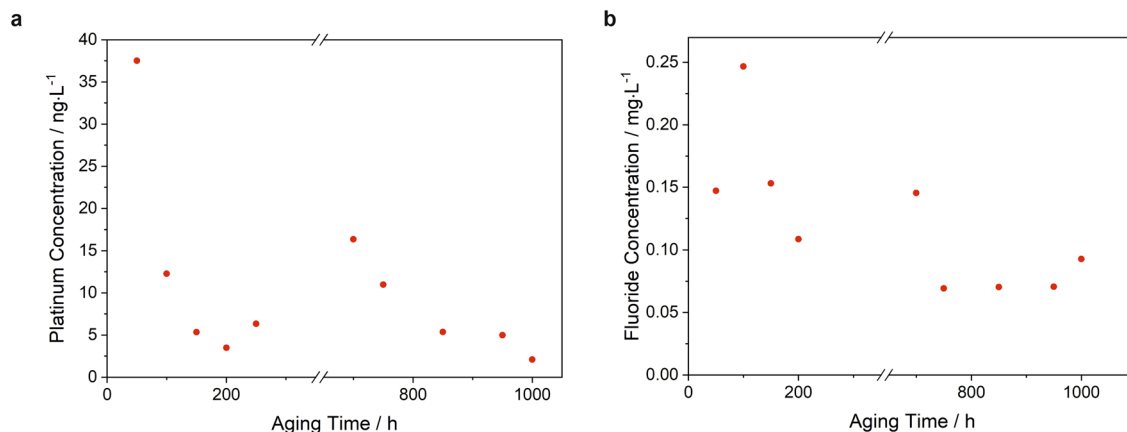 a
40
35
30
25
20
15
10
5
0
Platinum Concentration / ng·L⁻¹
0 200 800 1000
Aging Time / h
b
0.25
0.20
0.15
0.10
0.05
0.00
Fluoride Concentration / mg·L⁻¹
0 200 800 1000
Aging Time / h